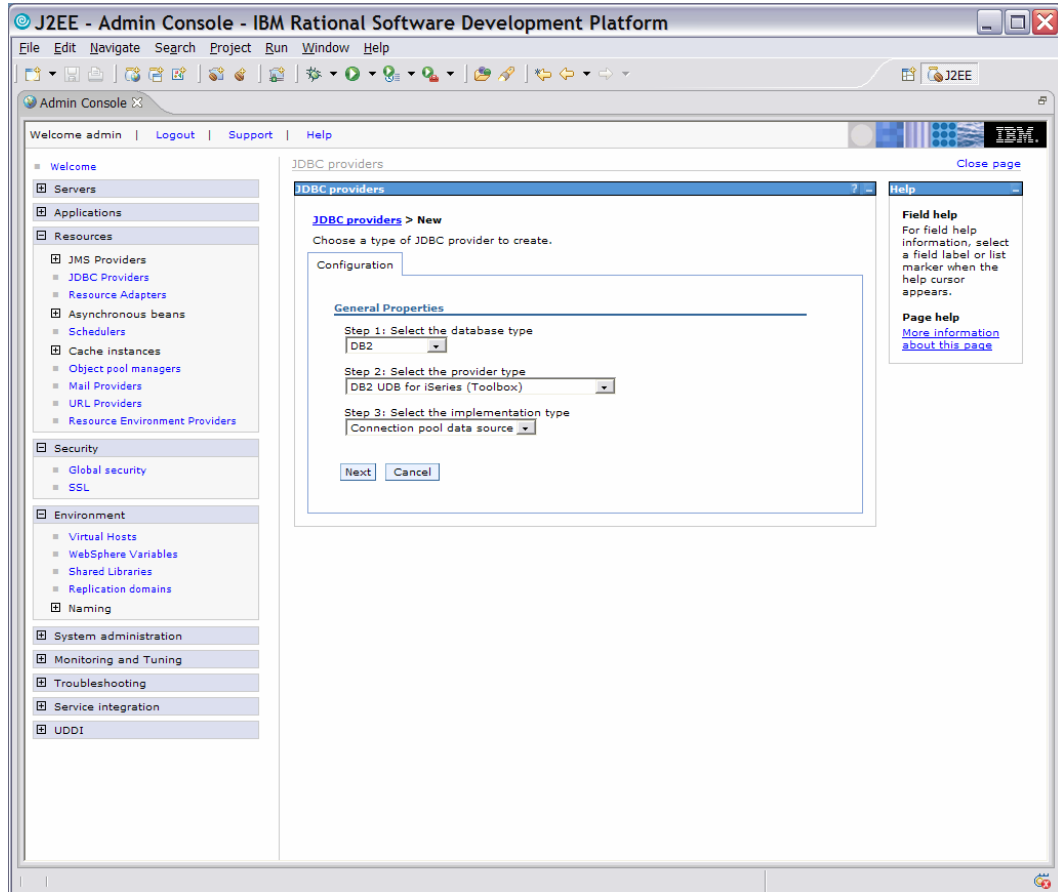 J2EE - Admin Console - IBM Rational Software Development Platform
File Edit Navigate Search Project Run Window Help
J2EE
Admin Console
Welcome admin | Logout | Support | Help
IBM.
Welcome
Servers
Applications
Resources
JMS Providers
JDBC Providers
Resource Adapters
Asynchronous beans
Schedulers
Cache instances
Object pool managers
Mail Providers
URL Providers
Resource Environment Providers
Security
Global security
SSL
Environment
Virtual Hosts
WebSphere Variables
Shared Libraries
Replication domains
Naming
System administration
Monitoring and Tuning
Troubleshooting
Service integration
UDDI
JDBC providers
Close page
JDBC providers
? _
JDBC providers > New
Choose a type of JDBC provider to create.
Configuration
General Properties
Step 1: Select the database type
DB2
Step 2: Select the provider type
DB2 UDB for iSeries (Toolbox)
Step 3: Select the implementation type
Connection pool data source
Next Cancel
Help
Field help
For field help
information, select
a field label or list
marker when the
help cursor
appears.
Page help
More information
about this page